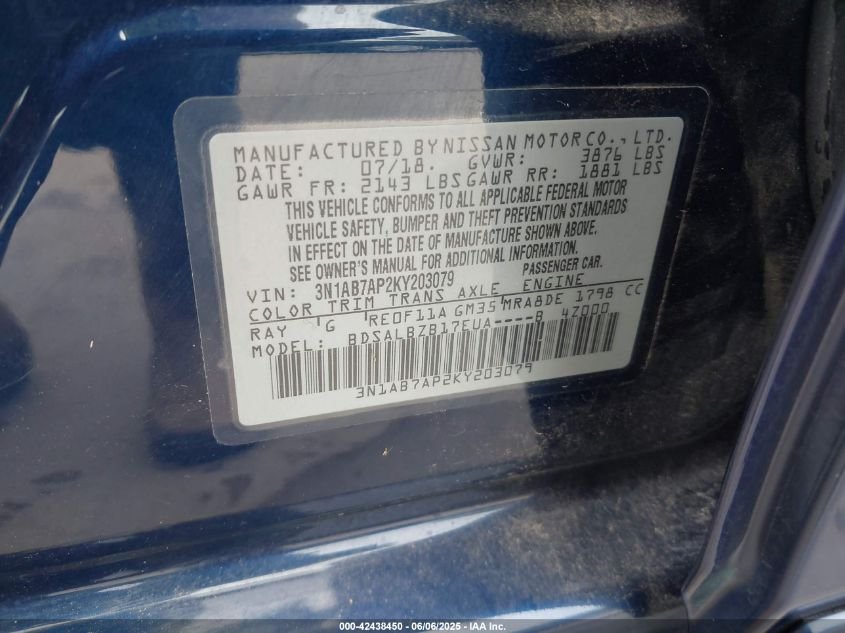 MANUFACTURED BY NISSAN MOTOR CO., LTD.
DATE: 07/18. GVWR: 3876 LBS
GAWR FR: 2143 LBS GAWR RR: 1881 LBS
THIS VEHICLE CONFORMS TO ALL APPLICABLE FEDERAL MOTOR
VEHICLE SAFETY, BUMPER AND THEFT PREVENTION STANDARDS
IN EFFECT ON THE DATE OF MANUFACTURE SHOWN ABOVE.
SEE OWNER'S MANUAL FOR ADDITIONAL INFORMATION.
VIN: 3N1AB7AP2KY203079 PASSENGER CAR.
COLOR TRIM TRANS AXLE ENGINE
RAY G RE0F11A GM35 MRA8DE 1798 CC
MODEL: BDSALBZB17EUA----B 4Z000
3N1AB7AP2KY203079
000-42438450 - 06/06/2025 - IAA Inc.